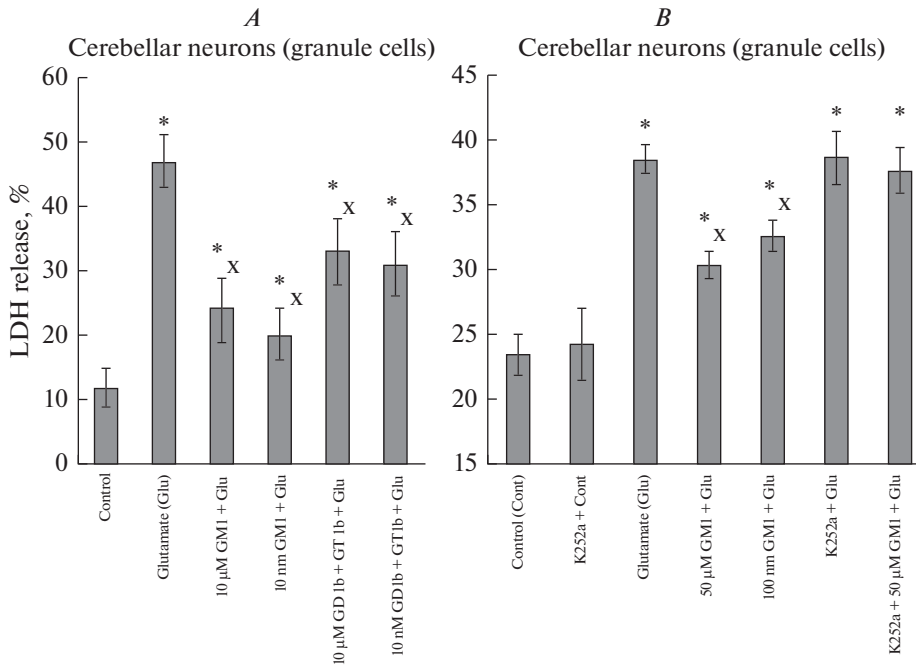 A
Cerebellar neurons (granule cells)
LDH release, %
60
50
40
30
20
10
0
*
*
x
*
x
*
x
*
x
Control
Glutamate (Glu)
10 μM GM1 + Glu
10 nm GM1 + Glu
10 μM GD 1b + GT 1b + Glu
10 nM GD1b + GT1b + Glu
B
Cerebellar neurons (granule cells)
45
40
35
30
25
20
15
*
*
x
*
x
*
*
Control (Cont)
K252a + Cont
Glutamate (Glu)
50 μM GM1 + Glu
100 nm GM1 + Glu
K252a + Glu
K252a + 50 μM GM1 + Glu